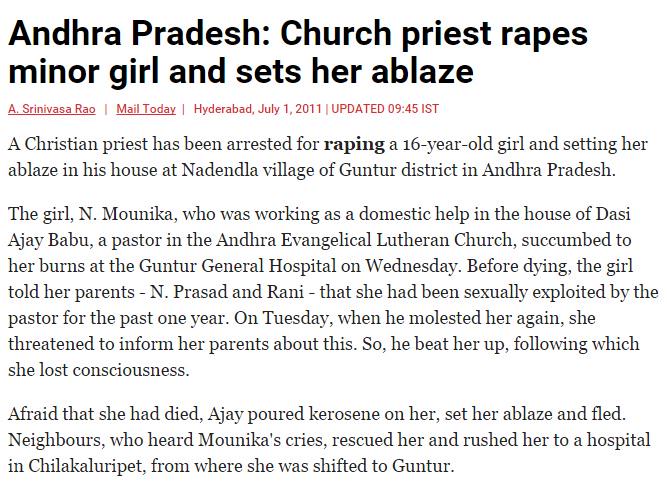 Andhra Pradesh: Church priest rapes
minor girl and sets her ablaze
A. Srinivasa Rao | Mail Today | Hyderabad, July 1, 2011 | UPDATED 09:45 IST
A Christian priest has been arrested for raping a 16-year-old girl and setting her
ablaze in his house at Nadendla village of Guntur district in Andhra Pradesh.
The girl, N. Mounika, who was working as a domestic help in the house of Dasi
Ajay Babu, a pastor in the Andhra Evangelical Lutheran Church, succumbed to
her burns at the Guntur General Hospital on Wednesday. Before dying, the girl
told her parents - N. Prasad and Rani - that she had been sexually exploited by the
pastor for the past one year. On Tuesday, when he molested her again, she
threatened to inform her parents about this. So, he beat her up, following which
she lost consciousness.
Afraid that she had died, Ajay poured kerosene on her, set her ablaze and fled.
Neighbours, who heard Mounika's cries, rescued her and rushed her to a hospital
in Chilakaluripet, from where she was shifted to Guntur.